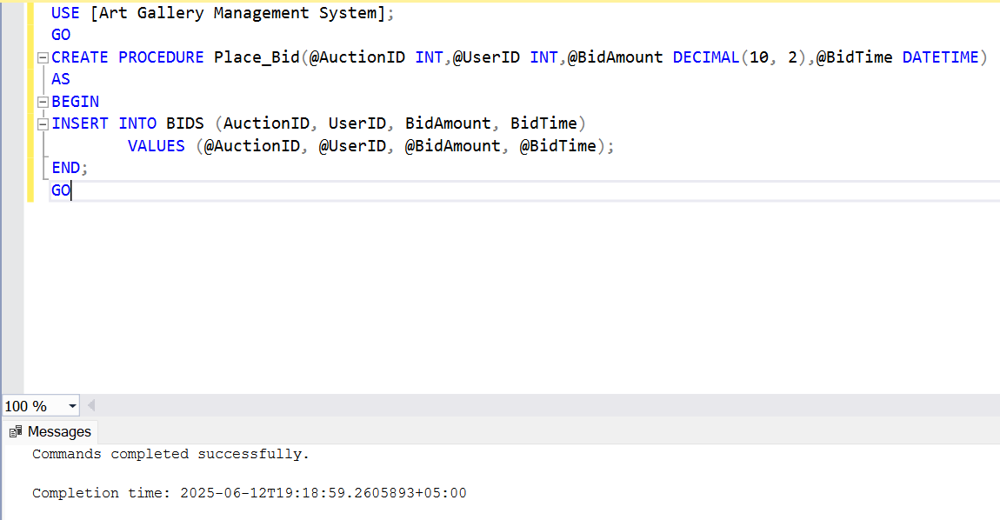 USE [Art Gallery Management System];
GO
CREATE PROCEDURE Place_Bid(@AuctionID INT,@UserID INT,@BidAmount DECIMAL(10, 2),@BidTime DATETIME)
AS
BEGIN
INSERT INTO BIDS (AuctionID, UserID, BidAmount, BidTime)
VALUES (@AuctionID, @UserID, @BidAmount, @BidTime);
END;
GO
100 %
Messages
Commands completed successfully.
Completion time: 2025-06-12T19:18:59.2605893+05:00